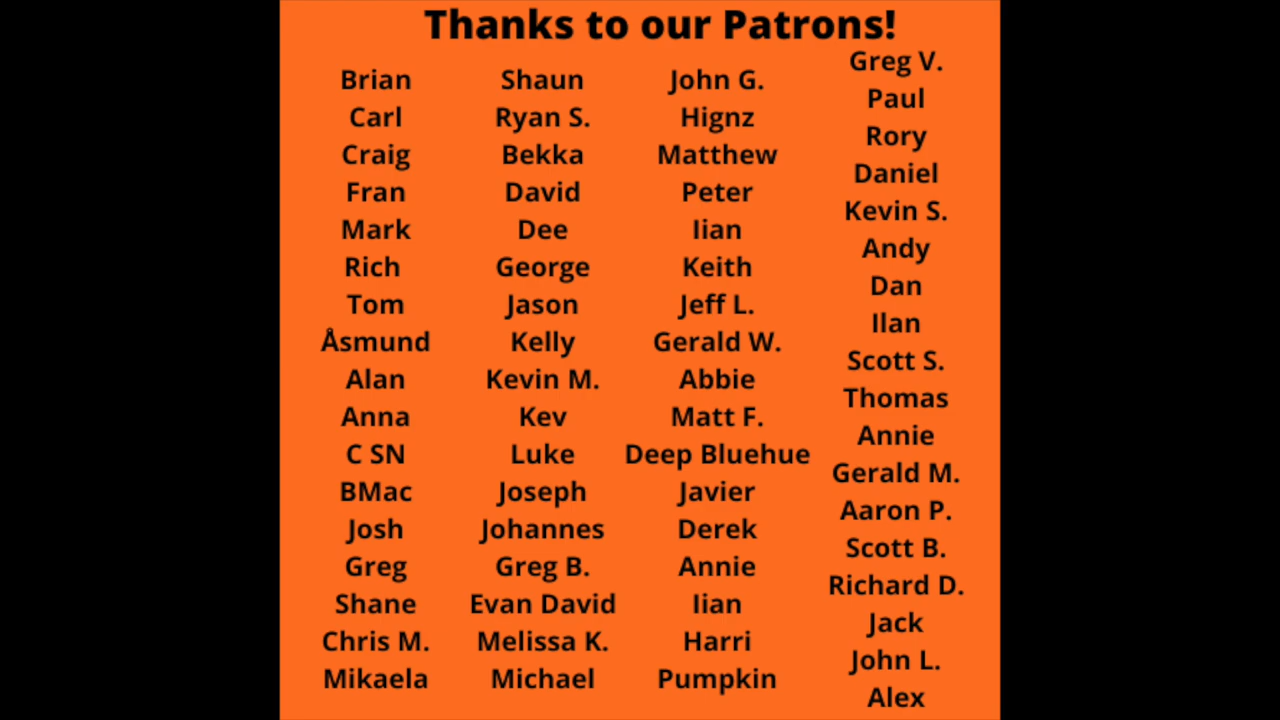 Thanks to our Patrons!
Brian
Carl
Craig
Fran
Mark
Rich
Tom
Åsmund
Alan
Anna
C SN
BMac
Josh
Greg
Shane
Chris M.
Mikaela
Shaun
Ryan S.
Bekka
David
Dee
George
Jason
Kelly
Kevin M.
Kev
Luke
Joseph
Johannes
Greg B.
Evan David
Melissa K.
Michael
John G.
Hignz
Matthew
Peter
Iian
Keith
Jeff L.
Gerald W.
Abbie
Matt F.
Deep Bluehue
Javier
Derek
Annie
Iian
Harri
Pumpkin
Greg V.
Paul
Rory
Daniel
Kevin S.
Andy
Dan
Ilan
Scott S.
Thomas
Annie
Gerald M.
Aaron P.
Scott B.
Richard D.
Jack
John L.
Alex